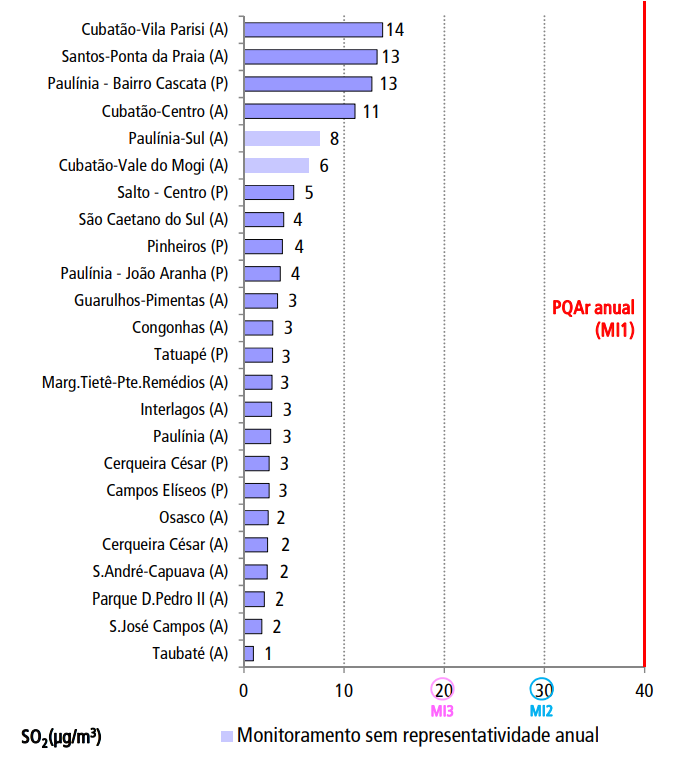 Cubatão-Vila Parisi (A) 14
Santos-Ponta da Praia (A) 13
Paulínia - Bairro Cascata (P) 13
Cubatão-Centro (A) 11
Paulínia-Sul (A) 8
Cubatão-Vale do Mogi (A) 6
Salto - Centro (P) 5
São Caetano do Sul (A) 4
Pinheiros (P) 4
Paulínia - João Aranha (P) 4
Guarulhos-Pimentas (A) 3
PQAr anual
(MI1)
Congonhas (A) 3
Tatuapé (P) 3
Marg.Tietê-Pte.Remédios (A) 3
Interlagos (A) 3
Paulínia (A) 3
Cerqueira César (P) 3
Campos Elíseos (P) 3
Osasco (A) 2
Cerqueira César (A) 2
S.André-Capuava (A) 2
Parque D.Pedro II (A) 2
S.José Campos (A) 2
Taubaté (A) 1
0 10 20 30 40
MI3 MI2
SO₂(µg/m³) Monitoramento sem representatividade anual